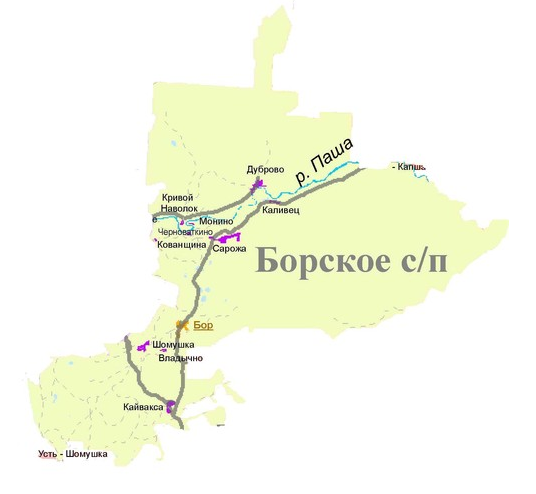 р. Паша
- Капша
Дуброво
Кривой
Наволок
Каливец
Монино
Черноваткино
Кованщина
Сарожа
Борское с/п
Бор
Шомушка
Владычно
Кайвакса
Усть - Шомушка